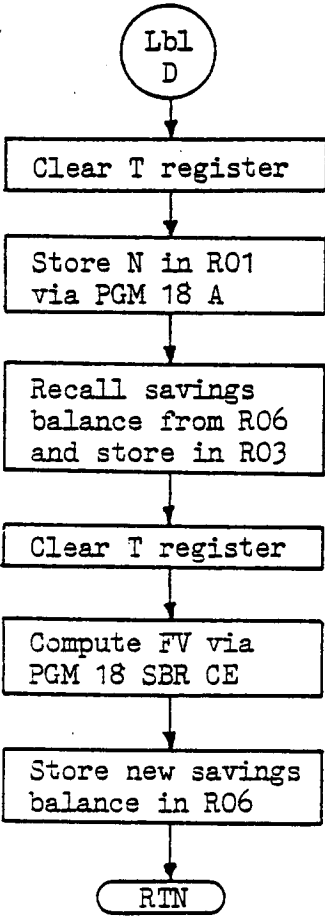 Lbl
D
Clear T register
Store N in R01
via PGM 18 A
Recall savings
balance from R06
and store in R03
Clear T register
Compute FV via
PGM 18 SBR CE
Store new savings
balance in R06
RTN